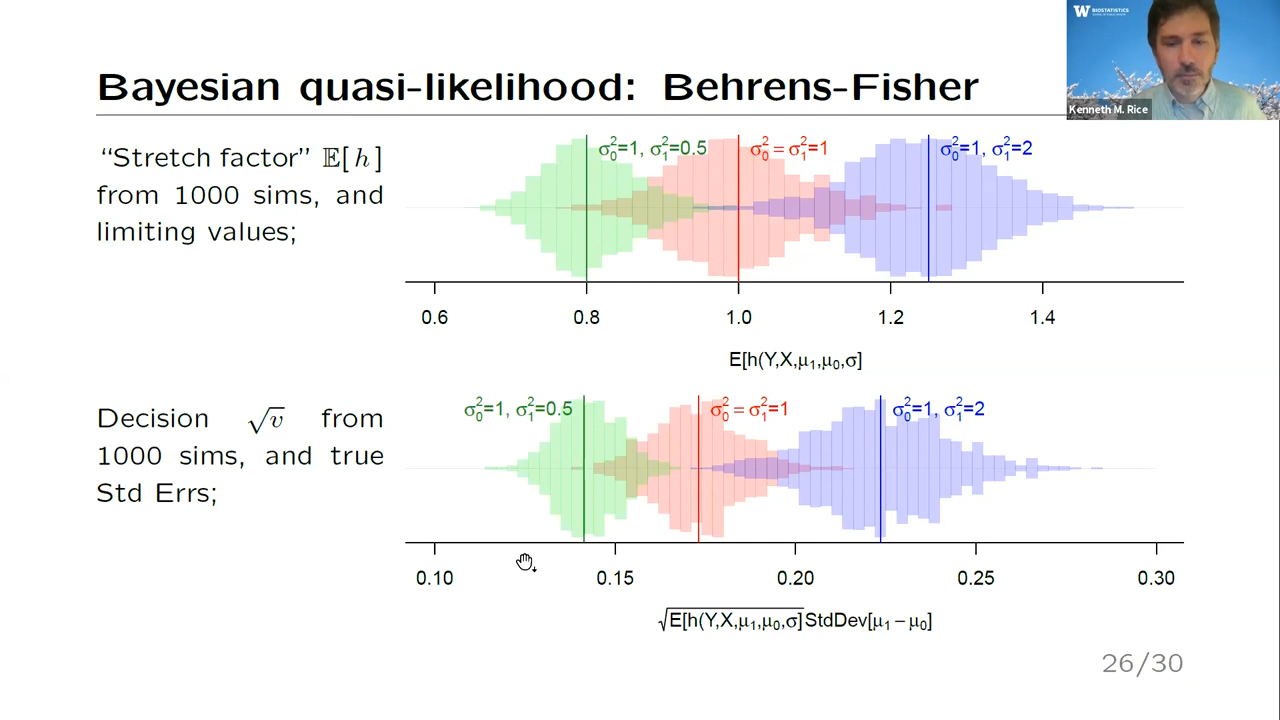 W BIOSTATISTICS
Kenneth M. Rice
Bayesian quasi-likelihood: Behrens-Fisher
“Stretch factor” 𝔼[ h ]
from 1000 sims, and
limiting values;
σ₀²=1, σ₁²=0.5
σ₀²=σ₁²=1
σ₀²=1, σ₁²=2
0.6 0.8 1.0 1.2 1.4
E[h(Y,X,μ₁,μ₀,σ]
Decision √v from
1000 sims, and true
Std Errs;
σ₀²=1, σ₁²=0.5
σ₀²=σ₁²=1
σ₀²=1, σ₁²=2
0.10 0.15 0.20 0.25 0.30
√E[h(Y,X,μ₁,μ₀,σ] StdDev[μ₁ − μ₀]
26/30